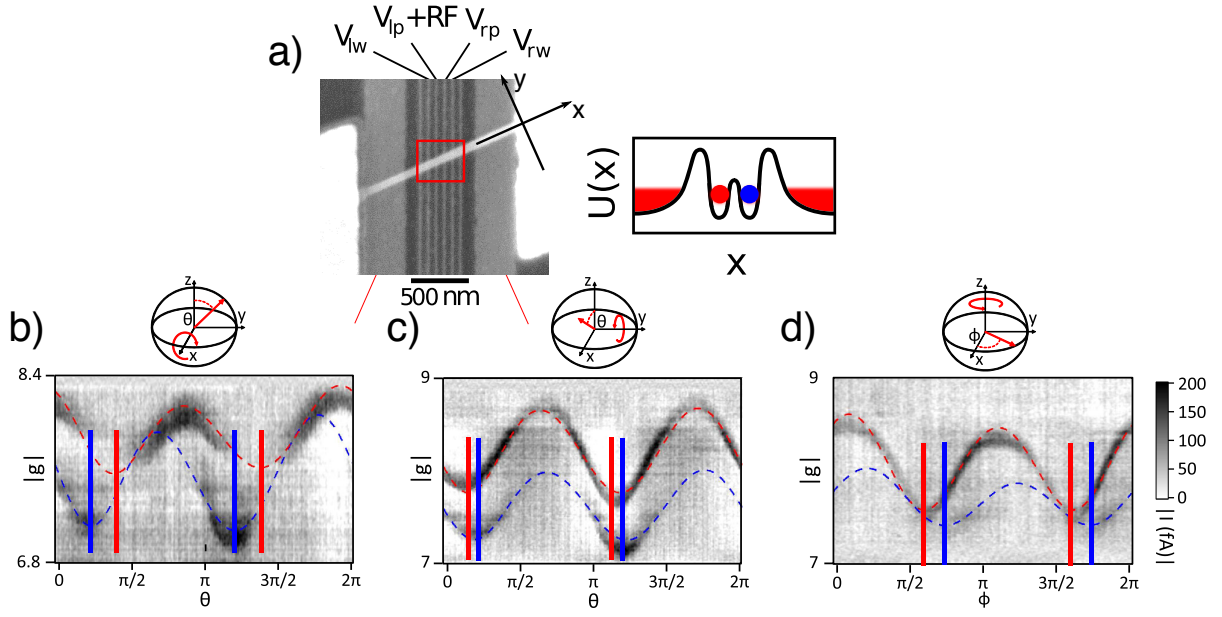 a)
V_lw V_lp+RF V_rp V_rw
y
x
500 nm
U(x)
x
b)
z
θ
y
x
8.4
|g|
6.8
0 π/2 π 3π/2 2π
θ
c)
z
θ
y
x
9
|g|
7
0 π/2 π 3π/2 2π
θ
d)
z
y
ϕ
x
9
|g|
7
0 π/2 π 3π/2 2π
ϕ
200
150
100
50
0
|I (fA)|